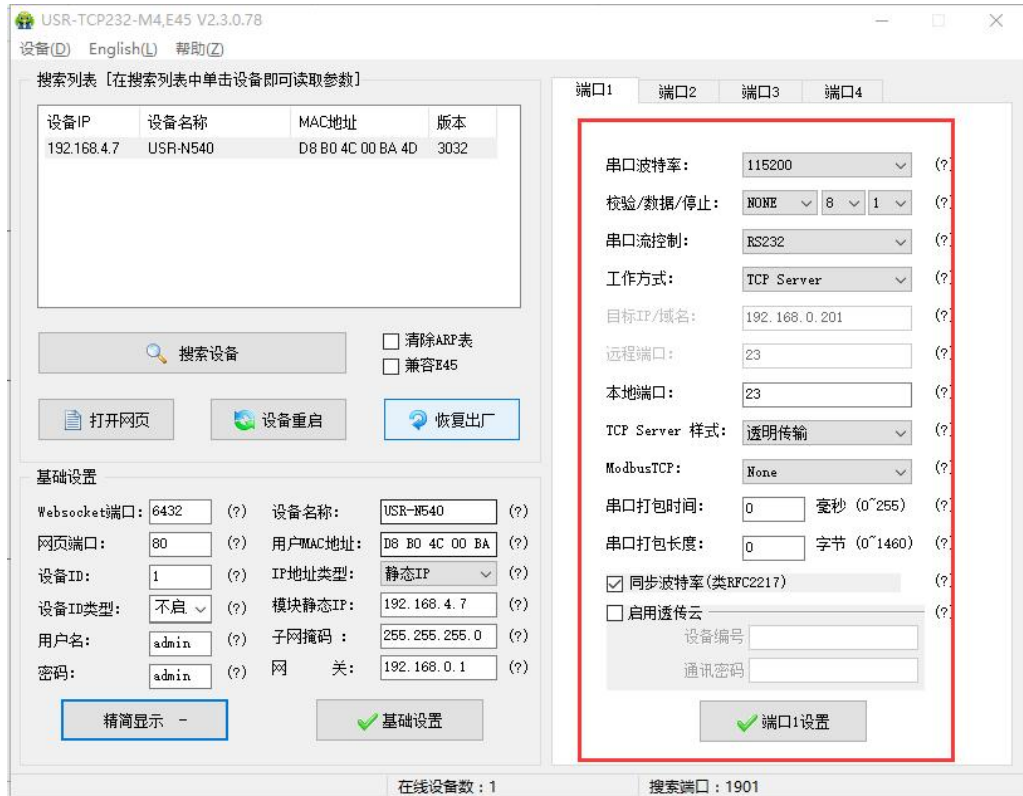 USR-TCP232-M4,E45 V2.3.0.78
设备(D) English(L) 帮助(Z)
搜索列表 [在搜索列表中单击设备即可读取参数]
设备IP 设备名称 MAC地址 版本
192.168.4.7 USR-N540 D8 B0 4C 00 BA 4D 3032
搜索设备
清除ARP表
兼容E45
打开网页 设备重启 恢复出厂
基础设置
Websocket端口: 6432 (?) 设备名称: USR-N540 (?)
网页端口: 80 (?) 用户MAC地址: D8 B0 4C 00 BA (?)
设备ID: 1 (?) IP地址类型: 静态IP (?)
设备ID类型: 不启 (?) 模块静态IP: 192.168.4.7 (?)
用户名: admin (?) 子网掩码 : 255.255.255.0 (?)
密码: admin (?) 网 关: 192.168.0.1 (?)
精简显示 - 基础设置
端口1 端口2 端口3 端口4
串口波特率: 115200 (?)
校验/数据/停止: NONE 8 1 (?)
串口流控制: RS232 (?)
工作方式: TCP Server (?)
目标IP/域名: 192.168.0.201 (?)
远程端口: 23 (?)
本地端口: 23 (?)
TCP Server 样式: 透明传输 (?)
ModbusTCP: None (?)
串口打包时间: 0 毫秒 (0~255) (?)
串口打包长度: 0 字节 (0~1460) (?)
同步波特率(类RFC2217) (?)
启用透传云 (?)
设备编号
通讯密码
端口1设置
在线设备数：1 搜索端口：1901